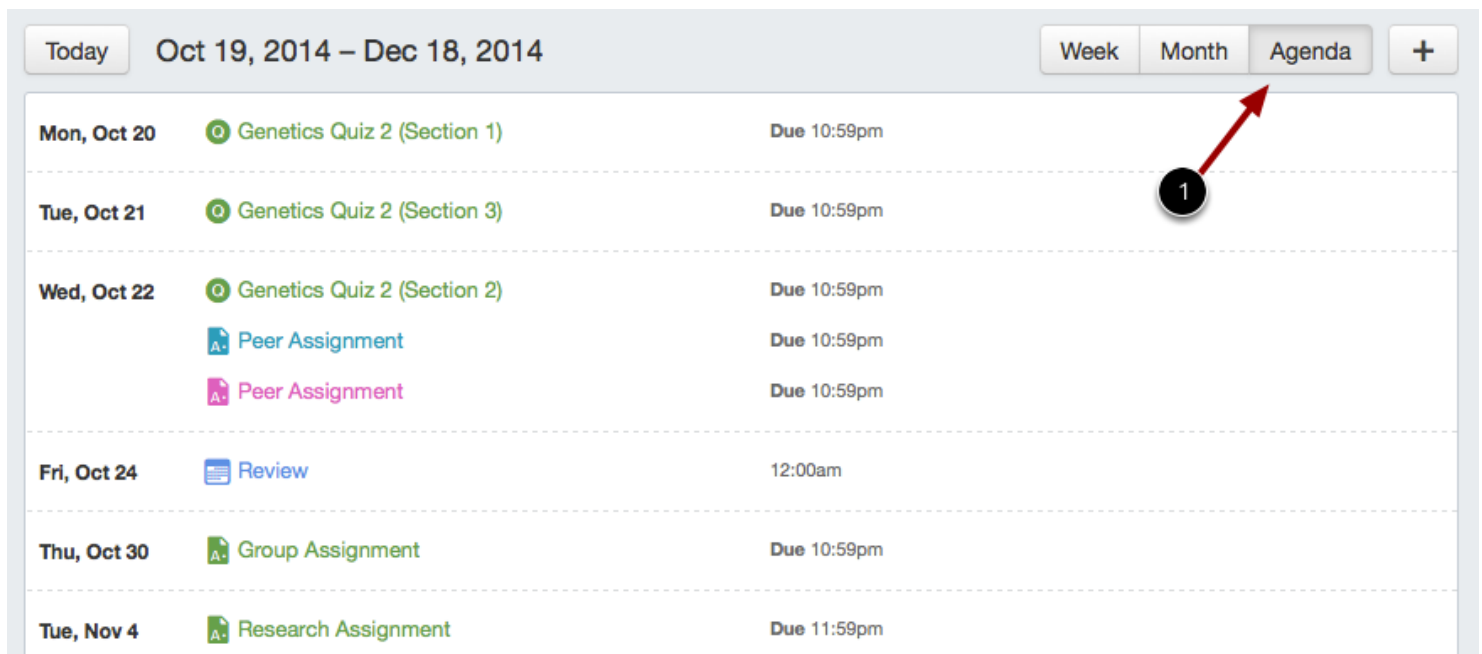 Today Oct 19, 2014 – Dec 18, 2014 Week Month Agenda +
1
Mon, Oct 20 Q Genetics Quiz 2 (Section 1) Due 10:59pm
Tue, Oct 21 Q Genetics Quiz 2 (Section 3) Due 10:59pm
Wed, Oct 22 Q Genetics Quiz 2 (Section 2) Due 10:59pm
A+ Peer Assignment Due 10:59pm
A+ Peer Assignment Due 10:59pm
Fri, Oct 24 Review 12:00am
Thu, Oct 30 A+ Group Assignment Due 10:59pm
Tue, Nov 4 A+ Research Assignment Due 11:59pm